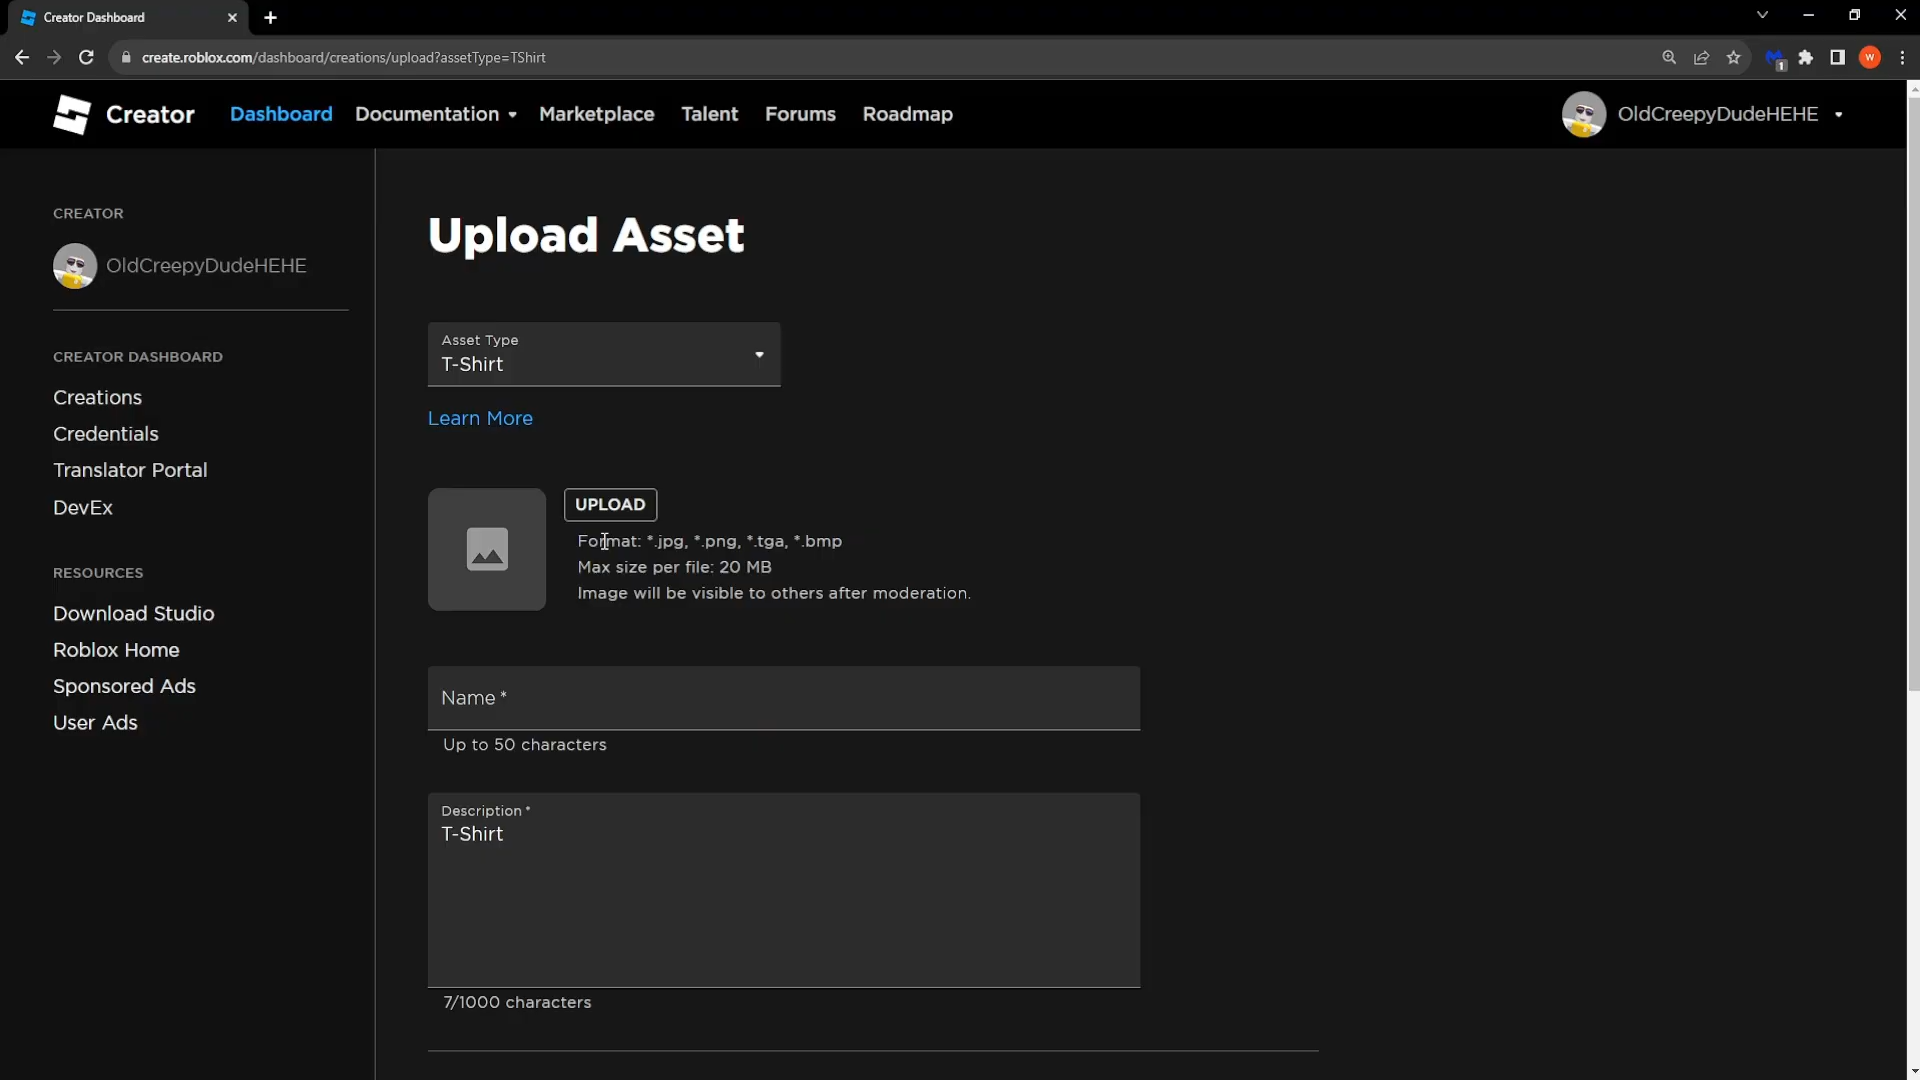 Creator Dashboard
create.roblox.com/dashboard/creations/upload?assetType=TShirt
1
W
Creator
Dashboard
Documentation
Marketplace
Talent
Forums
Roadmap
OldCreepyDudeHEHE
CREATOR
OldCreepyDudeHEHE
CREATOR DASHBOARD
Creations
Credentials
Translator Portal
DevEx
RESOURCES
Download Studio
Roblox Home
Sponsored Ads
User Ads
Upload Asset
Asset Type
T-Shirt
Learn More
UPLOAD
Format: *.jpg, *.png, *.tga, *.bmp
Max size per file: 20 MB
Image will be visible to others after moderation.
Name *
Up to 50 characters
Description *
T-Shirt
7/1000 characters